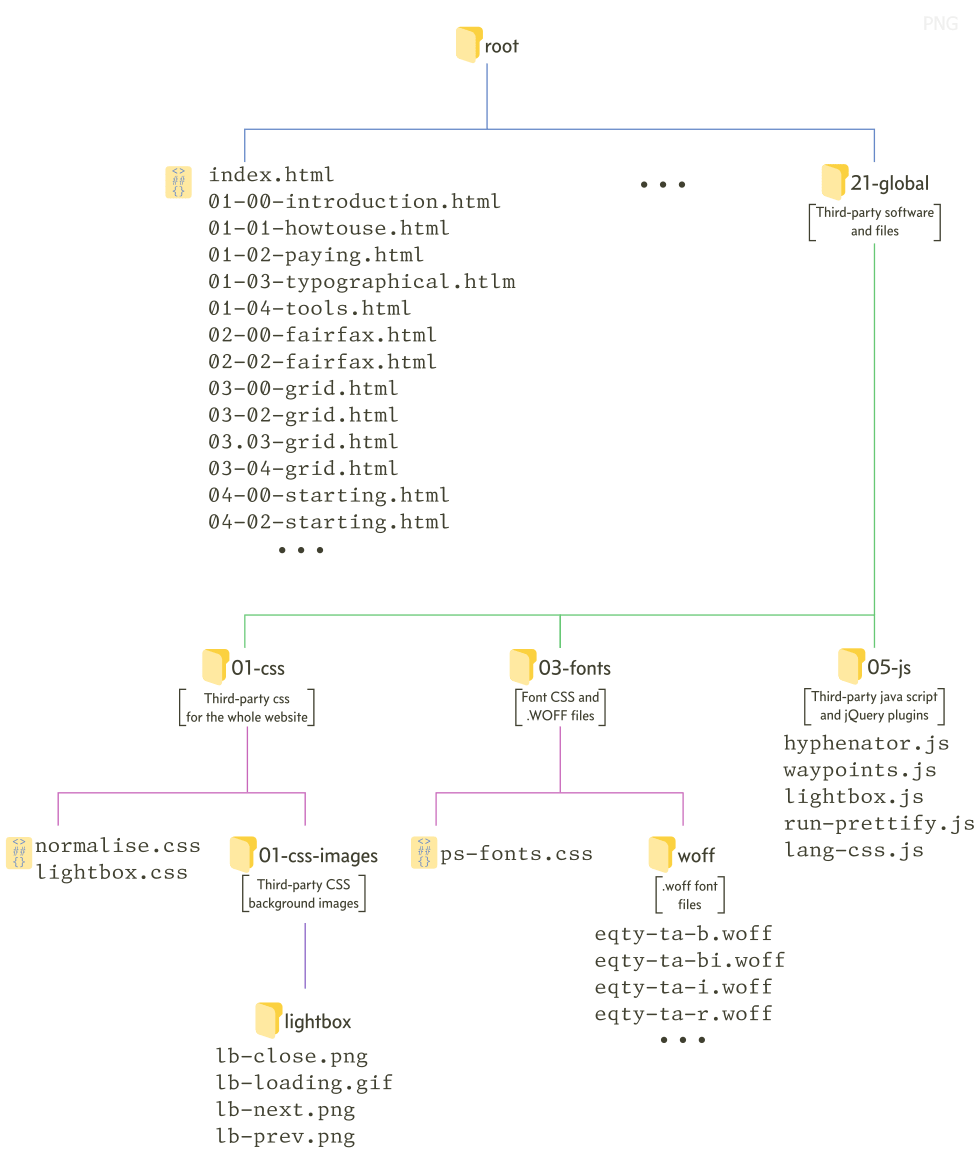 PNG
root
index.html
01-00-introduction.html
01-01-howtouse.html
01-02-paying.html
01-03-typographical.htlm
01-04-tools.html
02-00-fairfax.html
02-02-fairfax.html
03-00-grid.html
03-02-grid.html
03.03-grid.html
03-04-grid.html
04-00-starting.html
04-02-starting.html
• • •
• • •
21-global
Third-party software
and files
01-css
Third-party css
for the whole website
03-fonts
Font CSS and
.WOFF files
05-js
Third-party java script
and jQuery plugins
hyphenator.js
waypoints.js
lightbox.js
run-prettify.js
lang-css.js
<>
##
{}
normalise.css
lightbox.css
01-css-images
Third-party CSS
background images
<>
##
{}
ps-fonts.css
woff
.woff font
files
eqty-ta-b.woff
eqty-ta-bi.woff
eqty-ta-i.woff
eqty-ta-r.woff
• • •
lightbox
lb-close.png
lb-loading.gif
lb-next.png
lb-prev.png
<>
##
{}